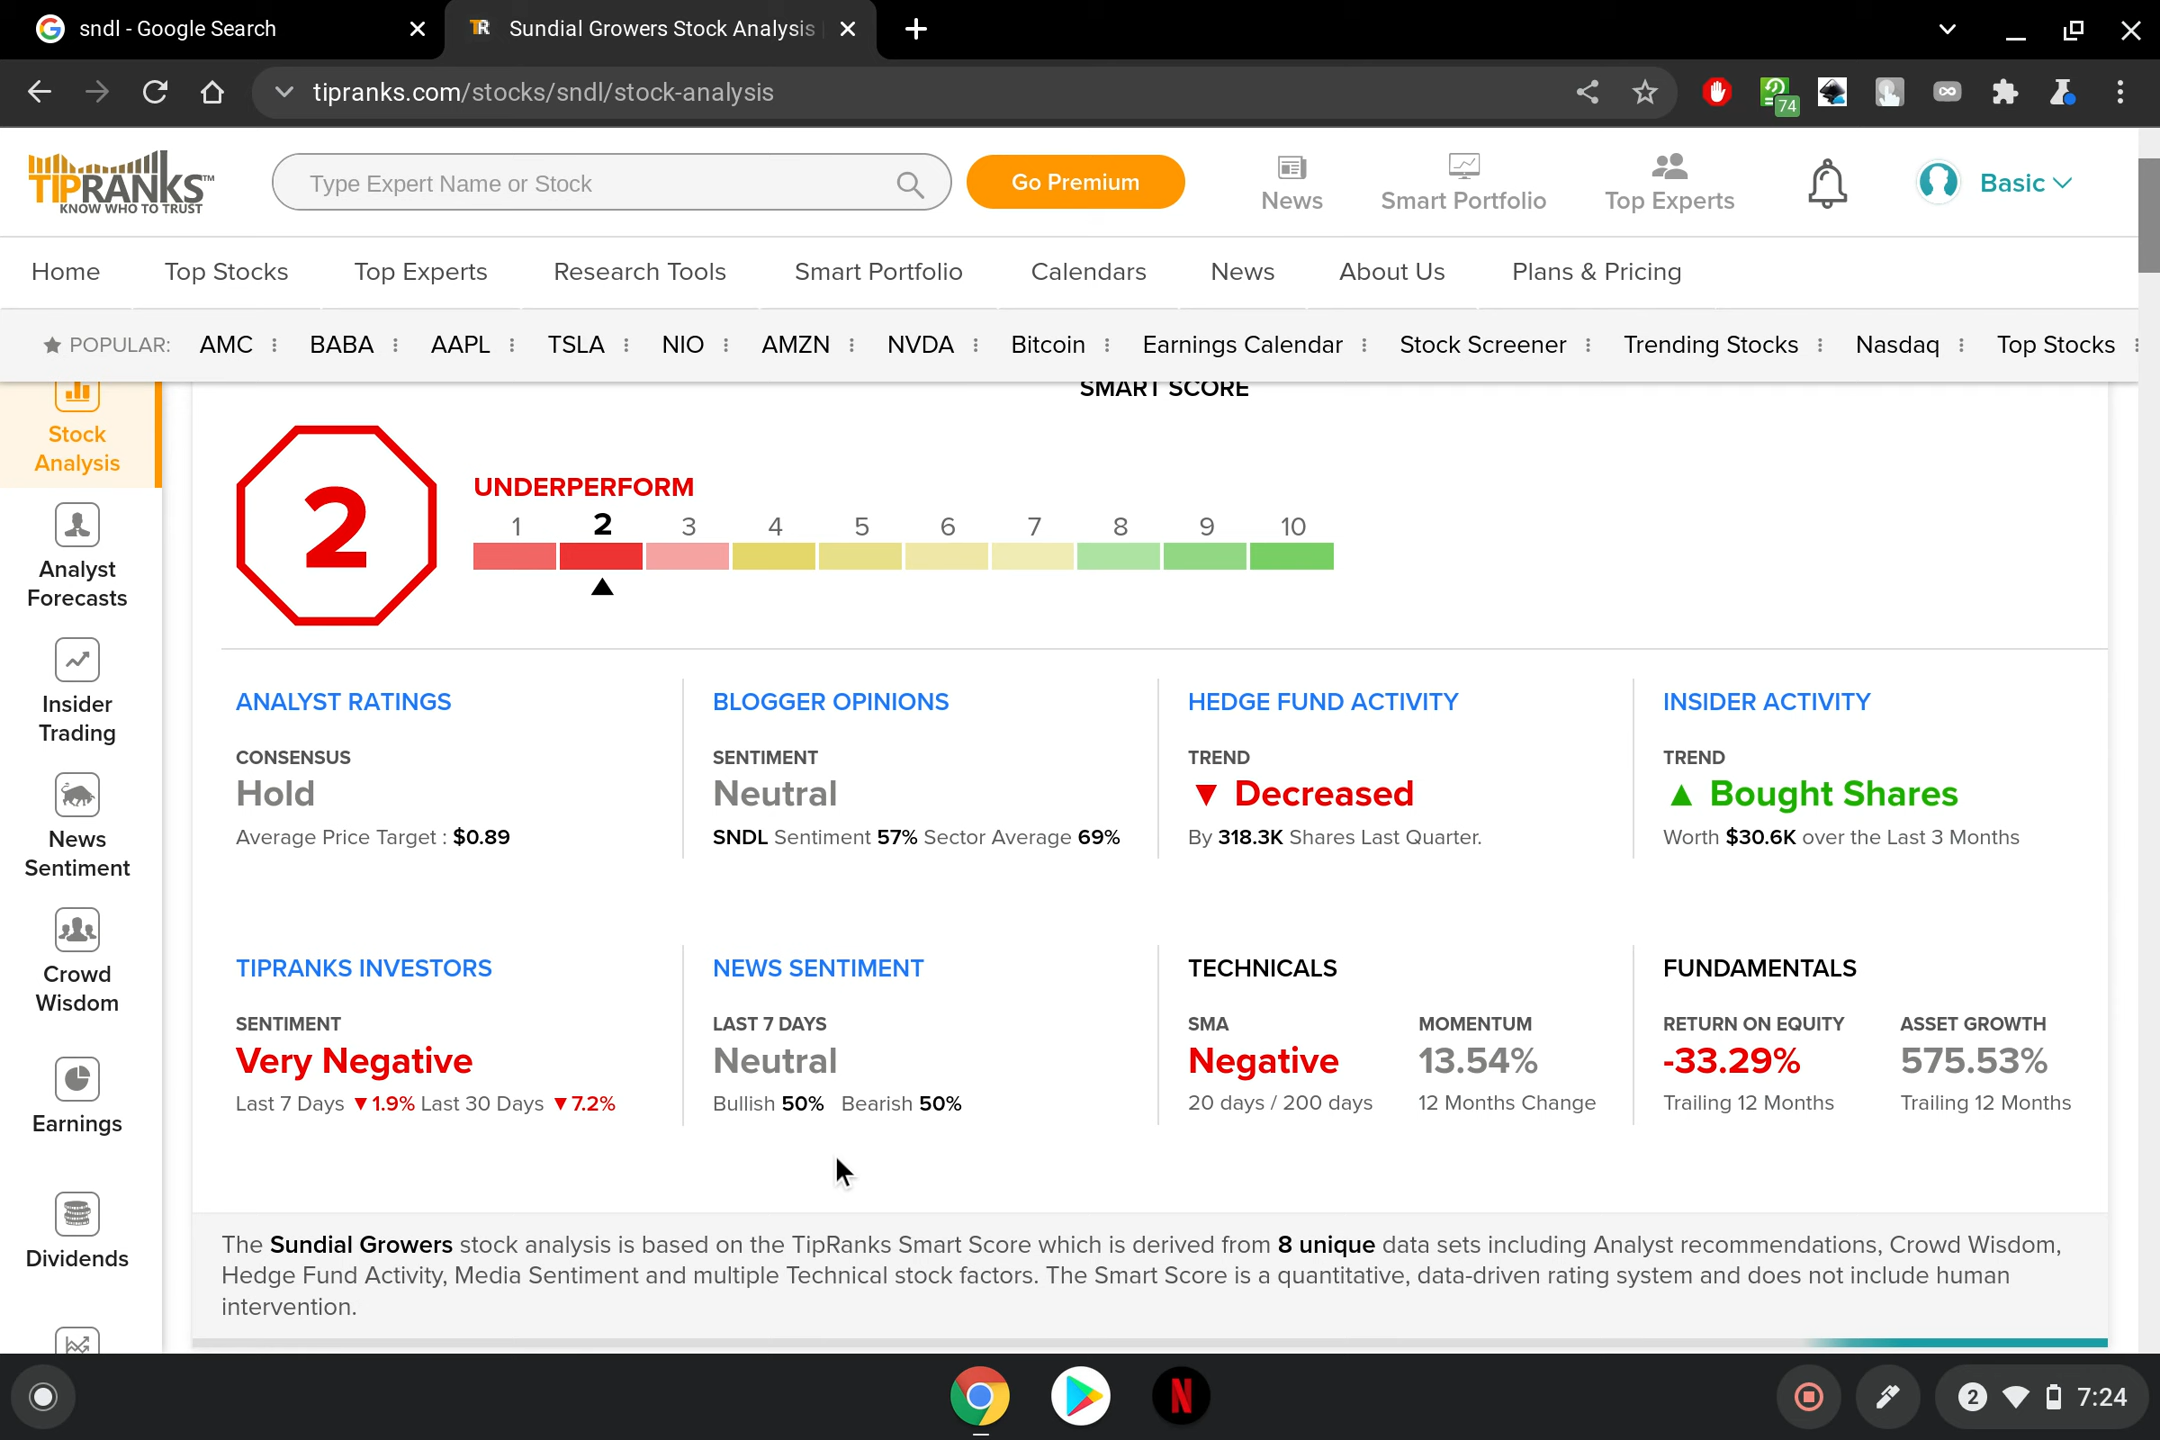 sndl - Google Search
TR Sundial Growers Stock Analysis
tipranks.com/stocks/sndl/stock-analysis
74
TIPRANKS™
KNOW WHO TO TRUST
Type Expert Name or Stock
Go Premium
News
Smart Portfolio
Top Experts
Basic
Home Top Stocks Top Experts Research Tools Smart Portfolio Calendars News About Us Plans & Pricing
POPULAR: AMC BABA AAPL TSLA NIO AMZN NVDA Bitcoin Earnings Calendar Stock Screener Trending Stocks Nasdaq Top Stocks
Stock
Analysis
Analyst
Forecasts
Insider
Trading
News
Sentiment
Crowd
Wisdom
Earnings
Dividends
SMART SCORE
2
UNDERPERFORM
1 2 3 4 5 6 7 8 9 10
ANALYST RATINGS
CONSENSUS
Hold
Average Price Target : $0.89
BLOGGER OPINIONS
SENTIMENT
Neutral
SNDL Sentiment 57% Sector Average 69%
HEDGE FUND ACTIVITY
TREND
▼ Decreased
By 318.3K Shares Last Quarter.
INSIDER ACTIVITY
TREND
▲ Bought Shares
Worth $30.6K over the Last 3 Months
TIPRANKS INVESTORS
SENTIMENT
Very Negative
Last 7 Days ▼1.9% Last 30 Days ▼7.2%
NEWS SENTIMENT
LAST 7 DAYS
Neutral
Bullish 50% Bearish 50%
TECHNICALS
SMA
Negative
20 days / 200 days
MOMENTUM
13.54%
12 Months Change
FUNDAMENTALS
RETURN ON EQUITY
-33.29%
Trailing 12 Months
ASSET GROWTH
575.53%
Trailing 12 Months
The Sundial Growers stock analysis is based on the TipRanks Smart Score which is derived from 8 unique data sets including Analyst recommendations, Crowd Wisdom,
Hedge Fund Activity, Media Sentiment and multiple Technical stock factors. The Smart Score is a quantitative, data-driven rating system and does not include human
intervention.
N
2 7:24